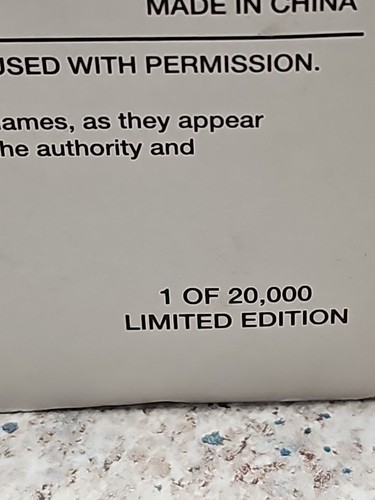 MADE IN CHINA
USED WITH PERMISSION.
ames, as they appear
he authority and
1 OF 20,000
LIMITED EDITION